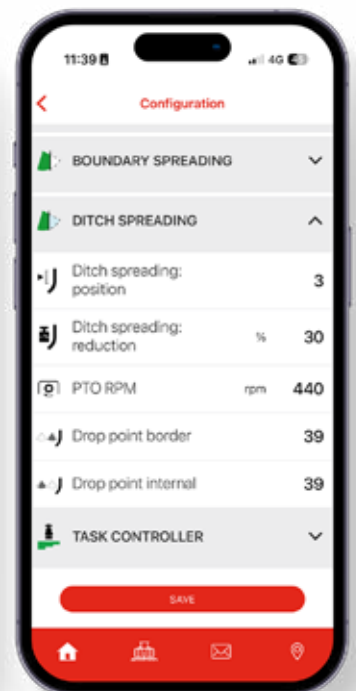 11:39 4G
Configuration
BOUNDARY SPREADING
DITCH SPREADING
Ditch spreading:
position 3
Ditch spreading:
reduction % 30
PTO RPM rpm 440
Drop point border 39
Drop point internal 39
TASK CONTROLLER
SAVE